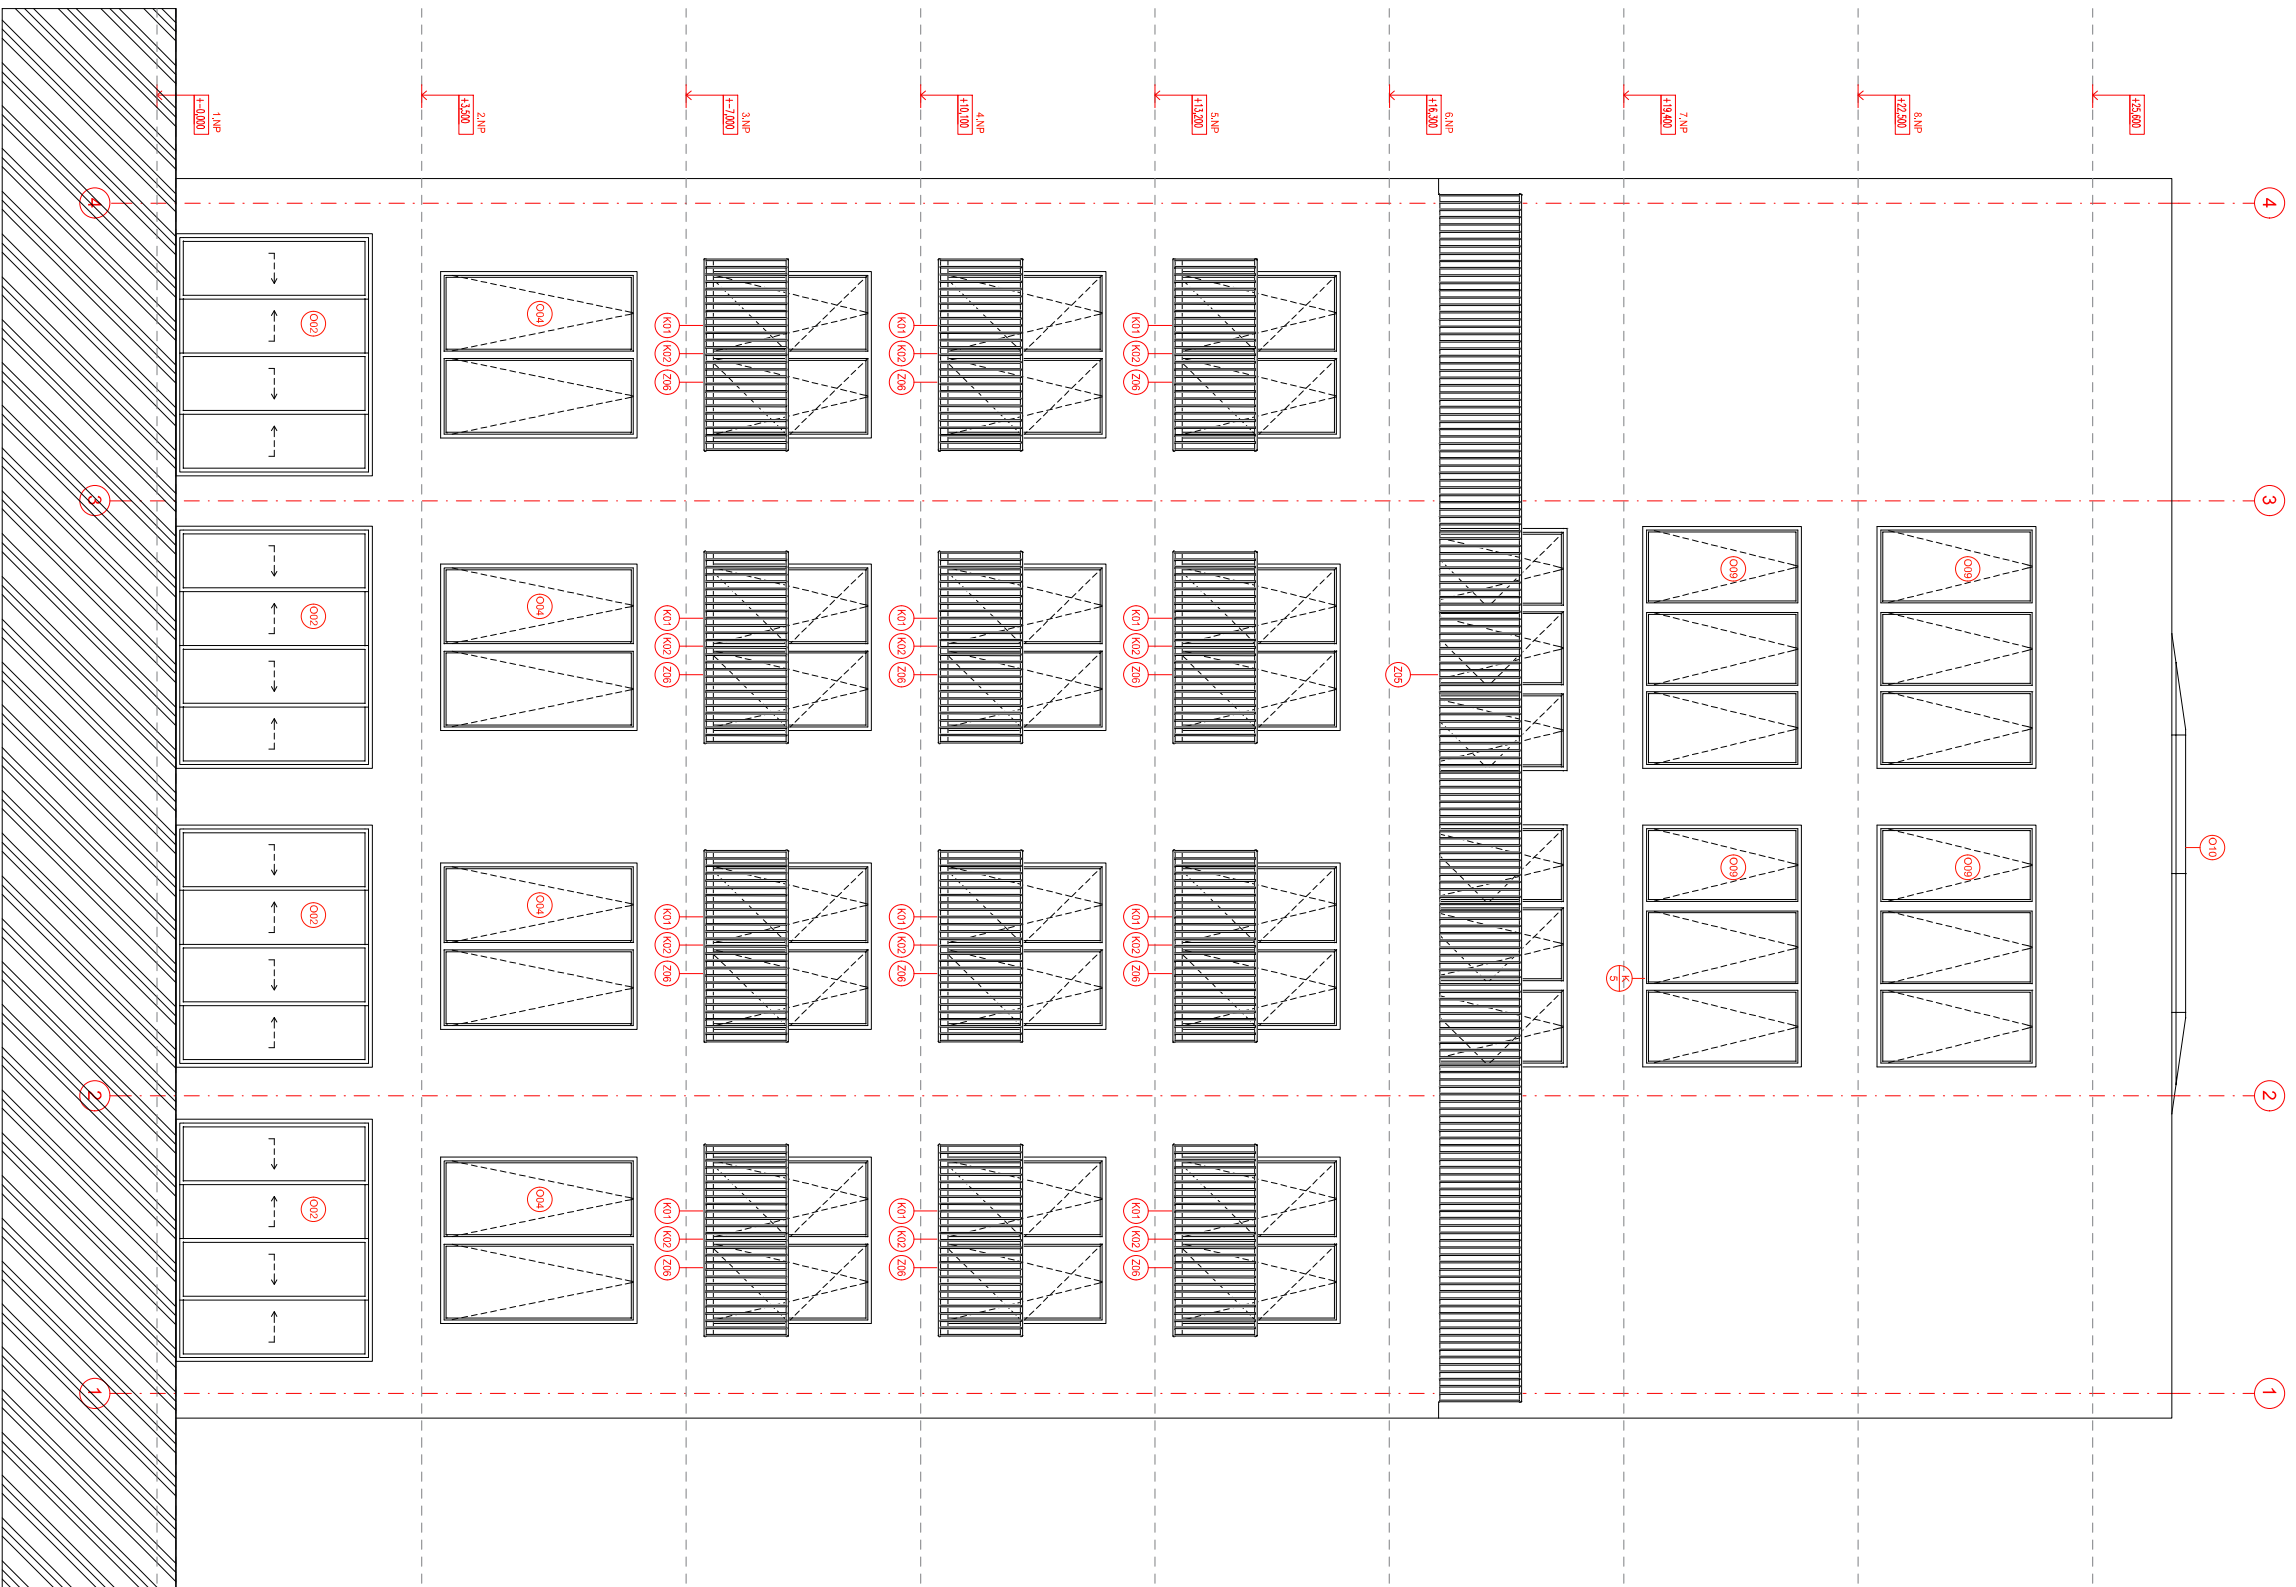 4 3 2 1
O10
+25,600
8.NP
+22,500
O09 O09
7.NP
+19,400
O09 O09
K
5
6.NP
+16,300
Z05
5.NP
+13,200
K01 K02 Z06 K01 K02 Z06 K01 K02 Z06 K01 K02 Z06
4.NP
+10,100
K01 K02 Z06 K01 K02 Z06 K01 K02 Z06 K01 K02 Z06
3.NP
+-7,000
K01 K02 Z06 K01 K02 Z06 K01 K02 Z06 K01 K02 Z06
O04 O04 O04 O04
2.NP
+3,500
O02 O02 O02 O02
1.NP
+-0,000
4 3 2 1